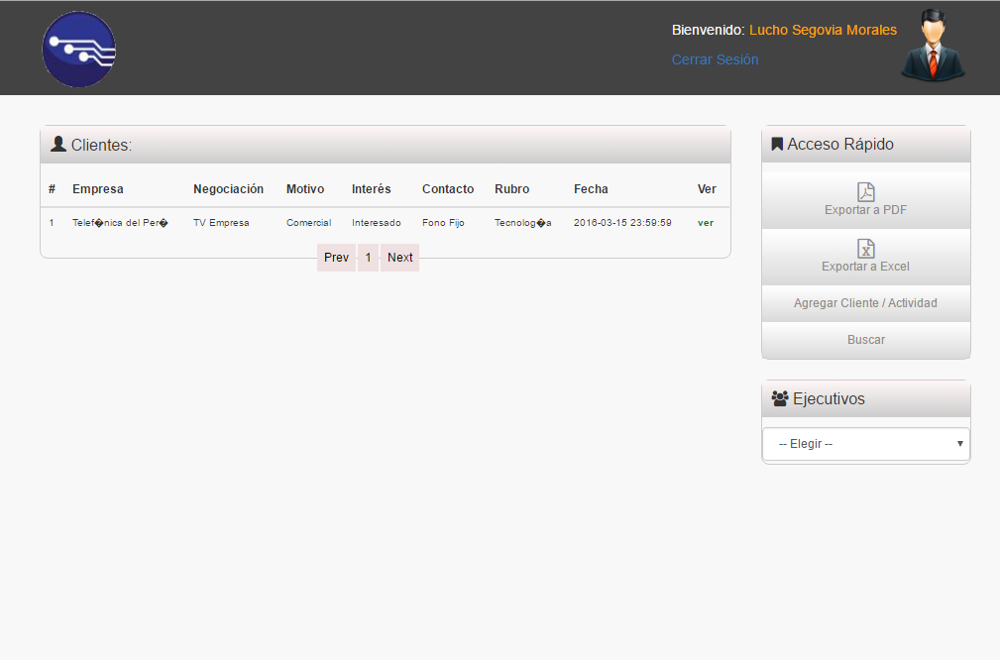 Bienvenido: Lucho Segovia Morales
Cerrar Sesión
Clientes:
# Empresa Negociación Motivo Interés Contacto Rubro Fecha Ver
1 Telef�nica del Per� TV Empresa Comercial Interesado Fono Fijo Tecnolog�a 2016-03-15 23:59:59 ver
Prev 1 Next
Acceso Rápido
Exportar a PDF
Exportar a Excel
Agregar Cliente / Actividad
Buscar
Ejecutivos
-- Elegir --